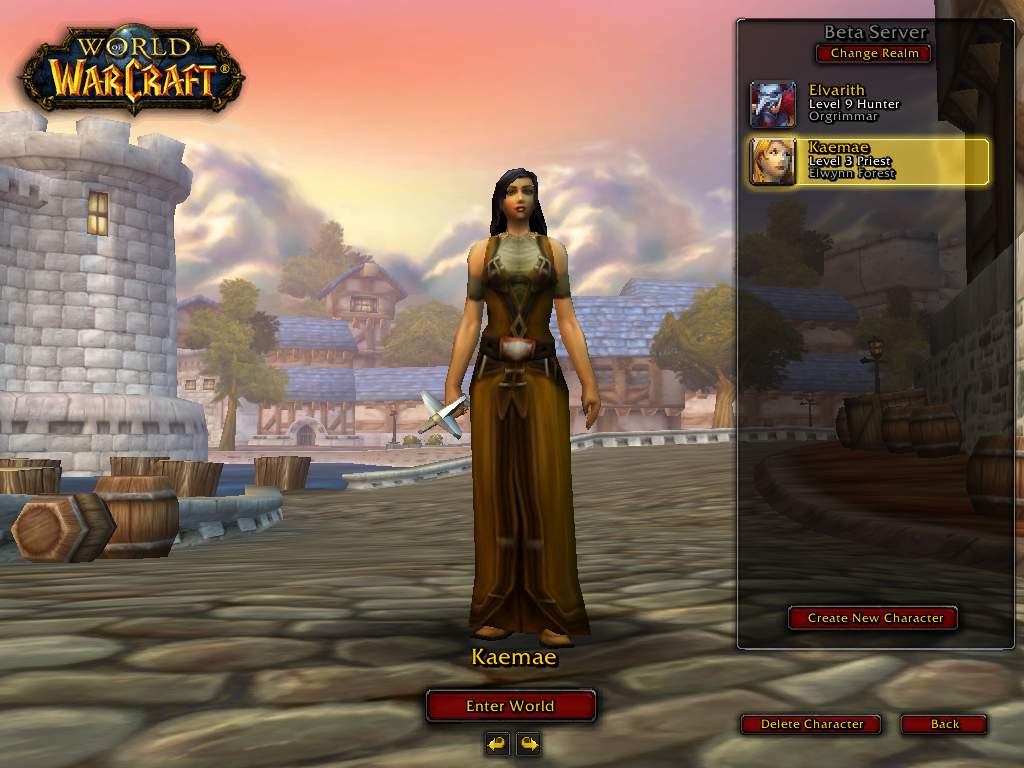 WORLD
OF
WARCRAFT®
Beta Server
Change Realm
Elvarith
Level 9 Hunter
Orgrimmar
Kaemae
Level 3 Priest
Elwynn Forest
Create New Character
Kaemae
Enter World
Delete Character
Back